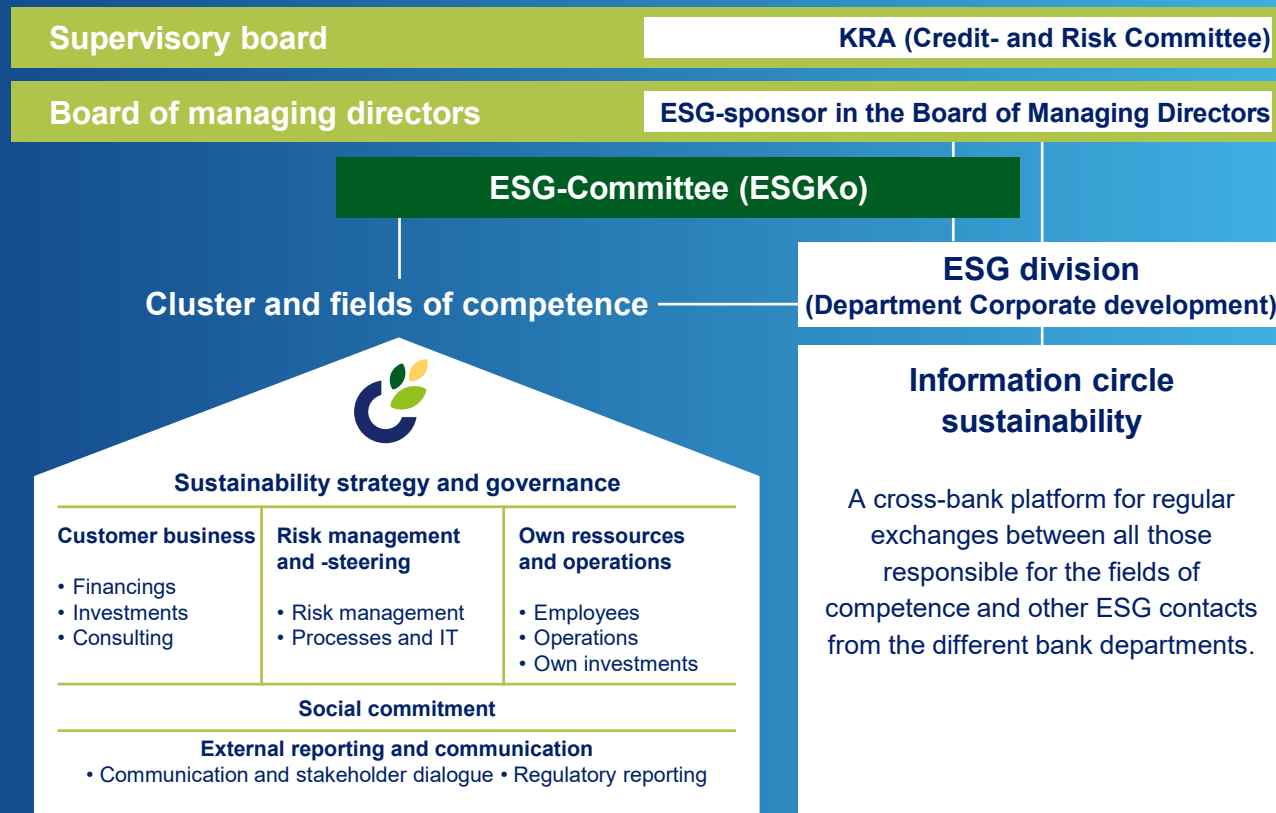 Supervisory board
KRA (Credit- and Risk Committee)
Board of managing directors
ESG-sponsor in the Board of Managing Directors
ESG-Committee (ESGKo)
Cluster and fields of competence
ESG division
(Department Corporate development)
Sustainability strategy and governance
Customer business
• Financings
• Investments
• Consulting
Risk management
and -steering
• Risk management
• Processes and IT
Own ressources
and operations
• Employees
• Operations
• Own investments
Social commitment
External reporting and communication
• Communication and stakeholder dialogue • Regulatory reporting
Information circle
sustainability
A cross-bank platform for regular
exchanges between all those
responsible for the fields of
competence and other ESG contacts
from the different bank departments.